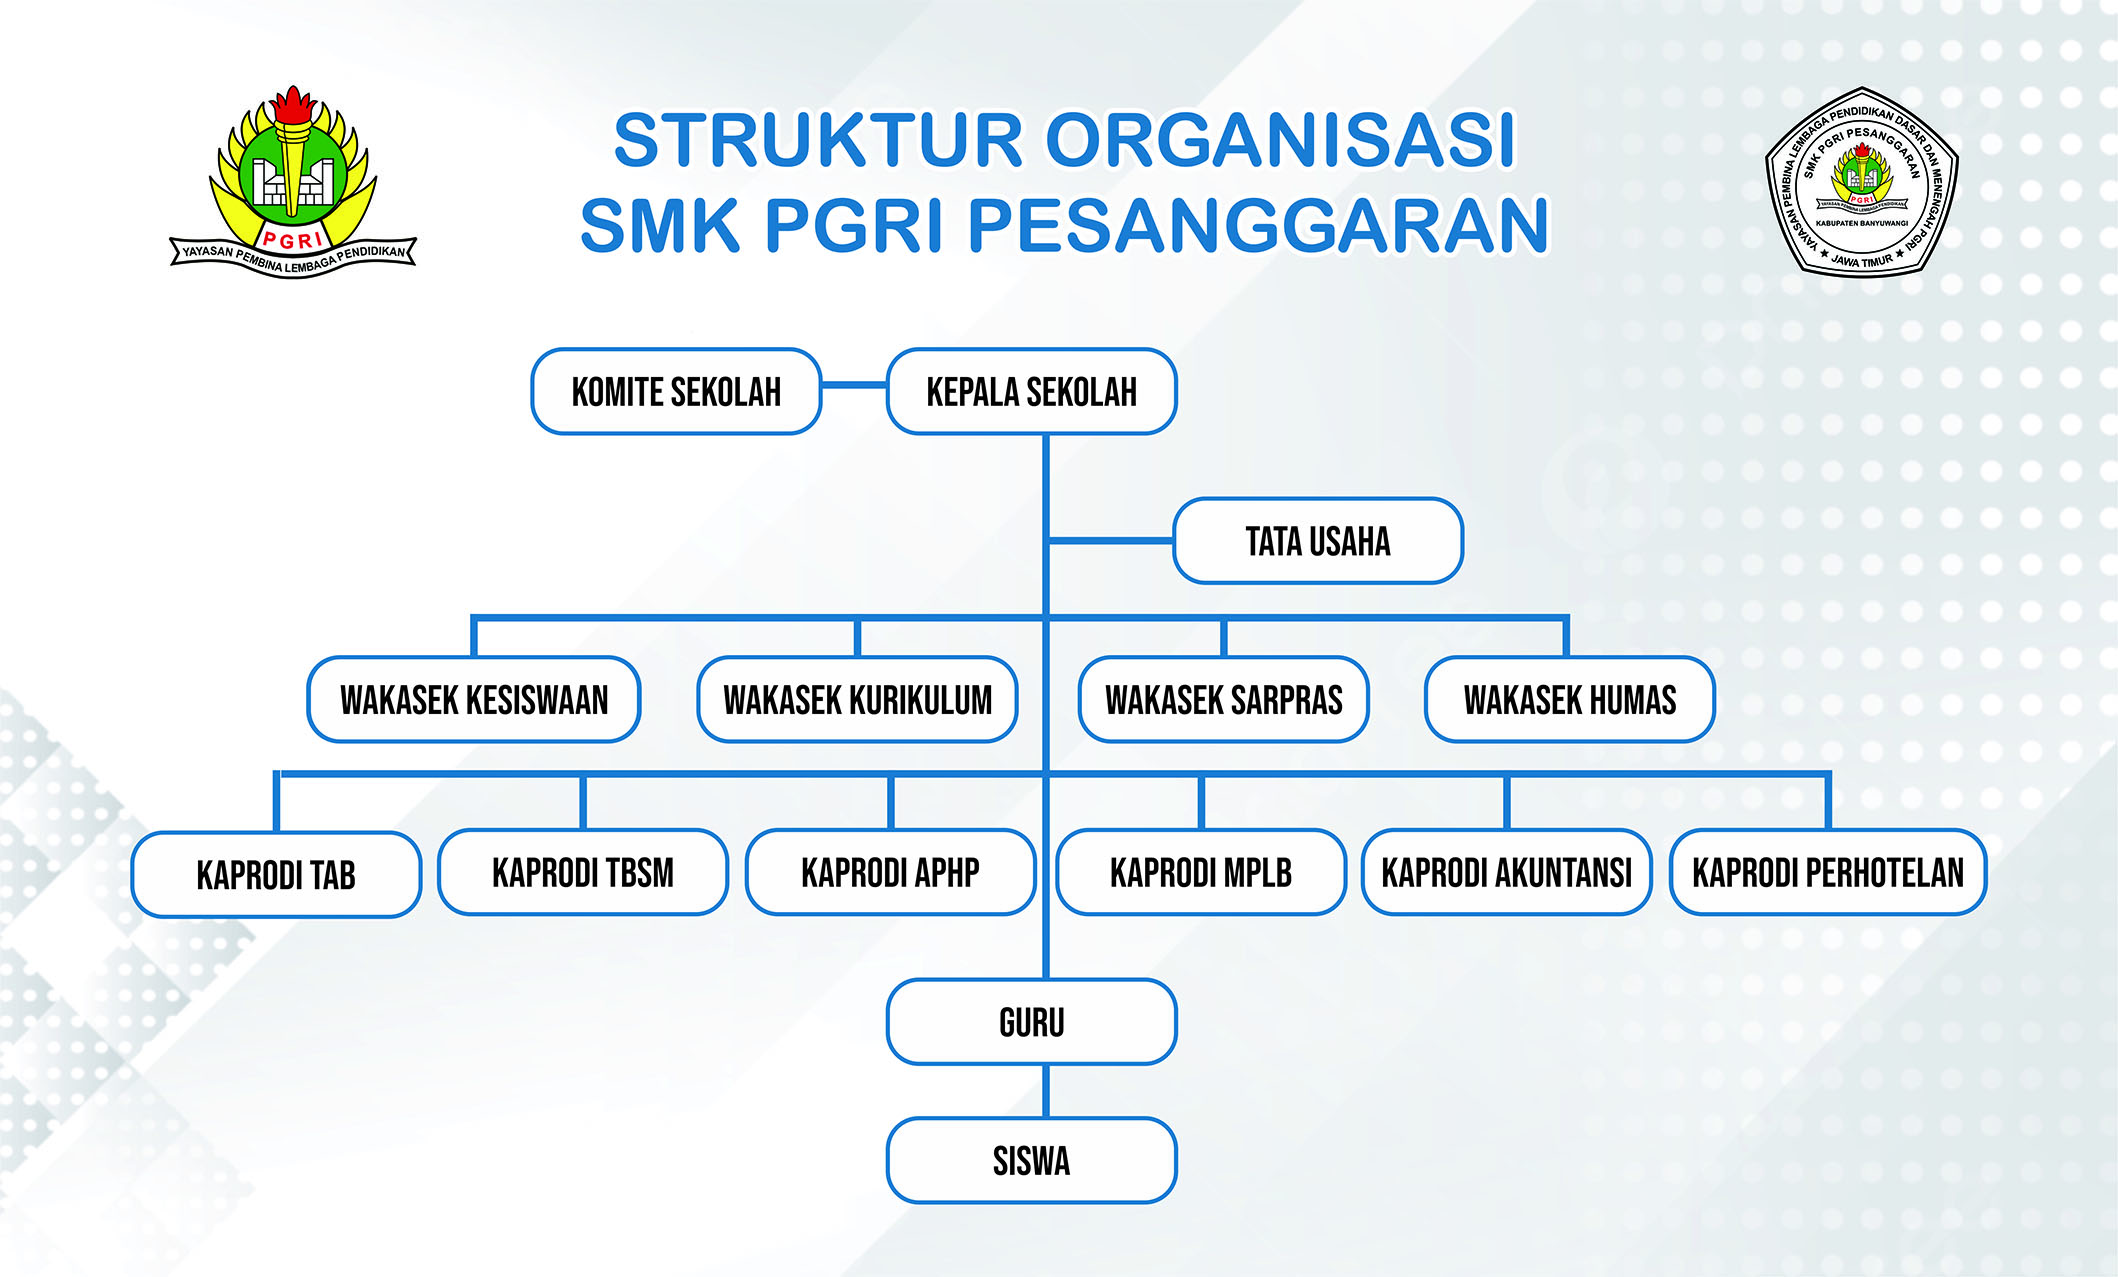 STRUKTUR ORGANISASI
SMK PGRI PESANGGARAN
PGRI
YAYASAN PEMBINA LEMBAGA PENDIDIKAN
YAYASAN PEMBINA LEMBAGA PENDIDIKAN DASAR DAN MENENGAH PGRI
SMK PGRI PESANGGARAN
PGRI
YAYASAN PEMBINA LEMBAGA PENDIDIKAN
KABUPATEN BANYUWANGI
★ JAWA TIMUR ★
KOMITE SEKOLAH
KEPALA SEKOLAH
TATA USAHA
WAKASEK KESISWAAN
WAKASEK KURIKULUM
WAKASEK SARPRAS
WAKASEK HUMAS
KAPRODI TAB
KAPRODI TBSM
KAPRODI APHP
KAPRODI MPLB
KAPRODI AKUNTANSI
KAPRODI PERHOTELAN
GURU
SISWA